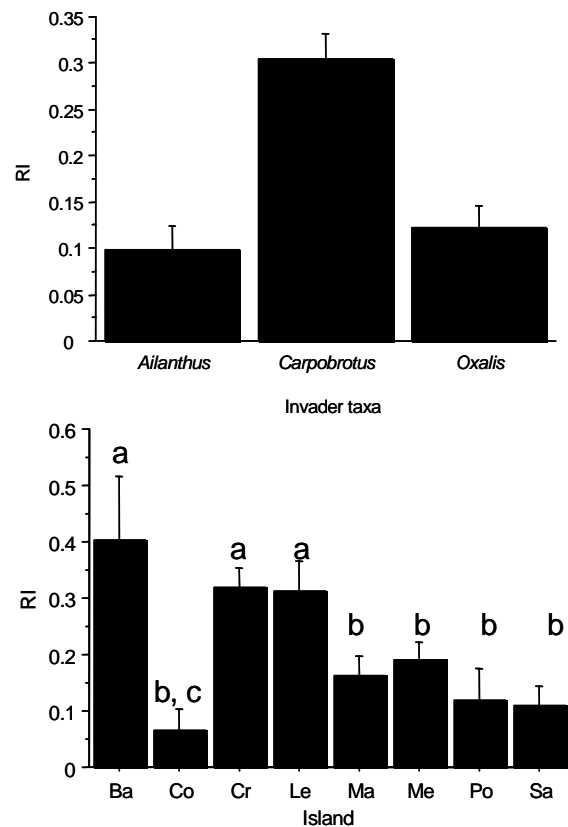 0.35
0.3
0.25
0.2
0.15
0.1
0.05
0
RI
Ailanthus Carpobrotus Oxalis
Invader taxa
0.6
0.5
0.4
0.3
0.2
0.1
0
RI
a
b, c
a
a
b
b
b
b
Ba Co Cr Le Ma Me Po Sa
Island